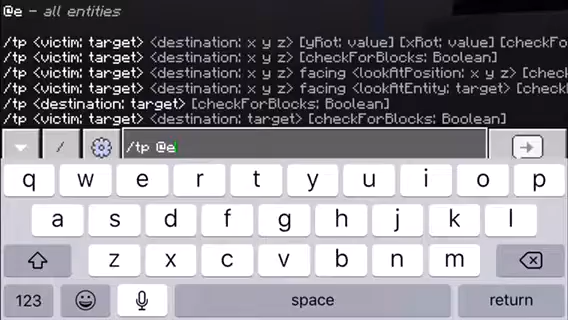 @e – all entities
/tp <victim: target> <destination: x y z> [yRot: value] [xRot: value] [checkFo
/tp <victim: target> <destination: x y z> [checkForBlocks: Boolean]
/tp <victim: target> <destination: x y z> facing <lookAtPosition: x y z> [chec
/tp <victim: target> <destination: x y z> facing <lookAtEntity: target> [check
/tp <destination: target> [checkForBlocks: Boolean]
/tp <victim: target> <destination: target> [checkForBlocks: Boolean]
/ /tp @e
q w e r t y u i o p
a s d f g h j k l
z x c v b n m
123 space return